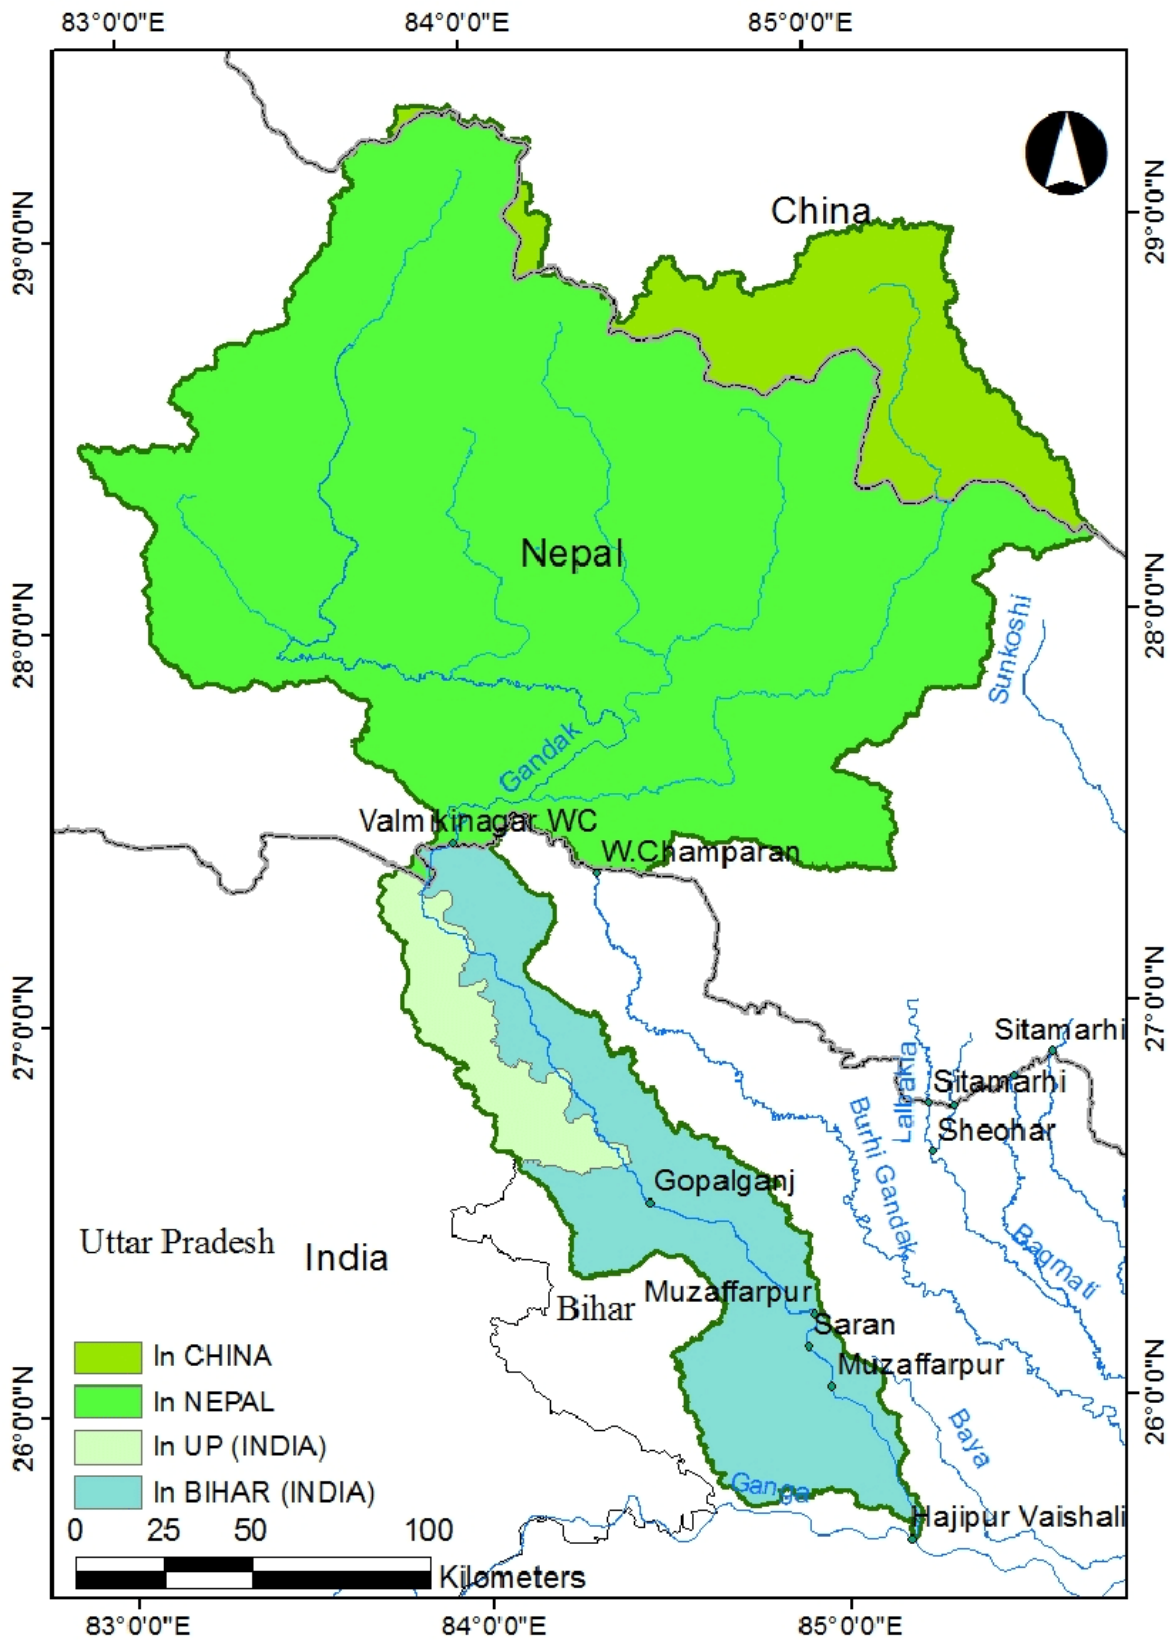 83°0'0"E 84°0'0"E 85°0'0"E
29°0'0"N
29°0'0"N
China
Nepal
28°0'0"N
28°0'0"N
Sunkoshi
Gandak
Valmikinagar WC
W.Champaran
27°0'0"N
27°0'0"N
Sitamarhi
Lalbakia
Sitamarhi
Sheohar
Burhi Gandak
Gopalganj
Bagmati
Uttar Pradesh
India
Muzaffarpur
Bihar
Saran
Muzaffarpur
26°0'0"N
26°0'0"N
Baya
In CHINA
In NEPAL
In UP (INDIA)
In BIHAR (INDIA)
Ganga
Hajipur Vaishali
0 25 50 100
Kilometers
83°0'0"E 84°0'0"E 85°0'0"E